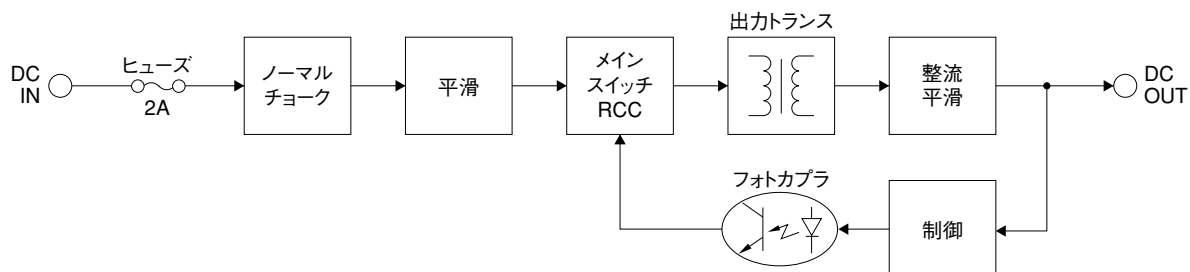 DC
IN
ヒューズ
2A
ノーマル
チョーク
平滑
メイン
スイッチ
RCC
出力トランス
整流
平滑
DC
OUT
フォトカプラ
制御